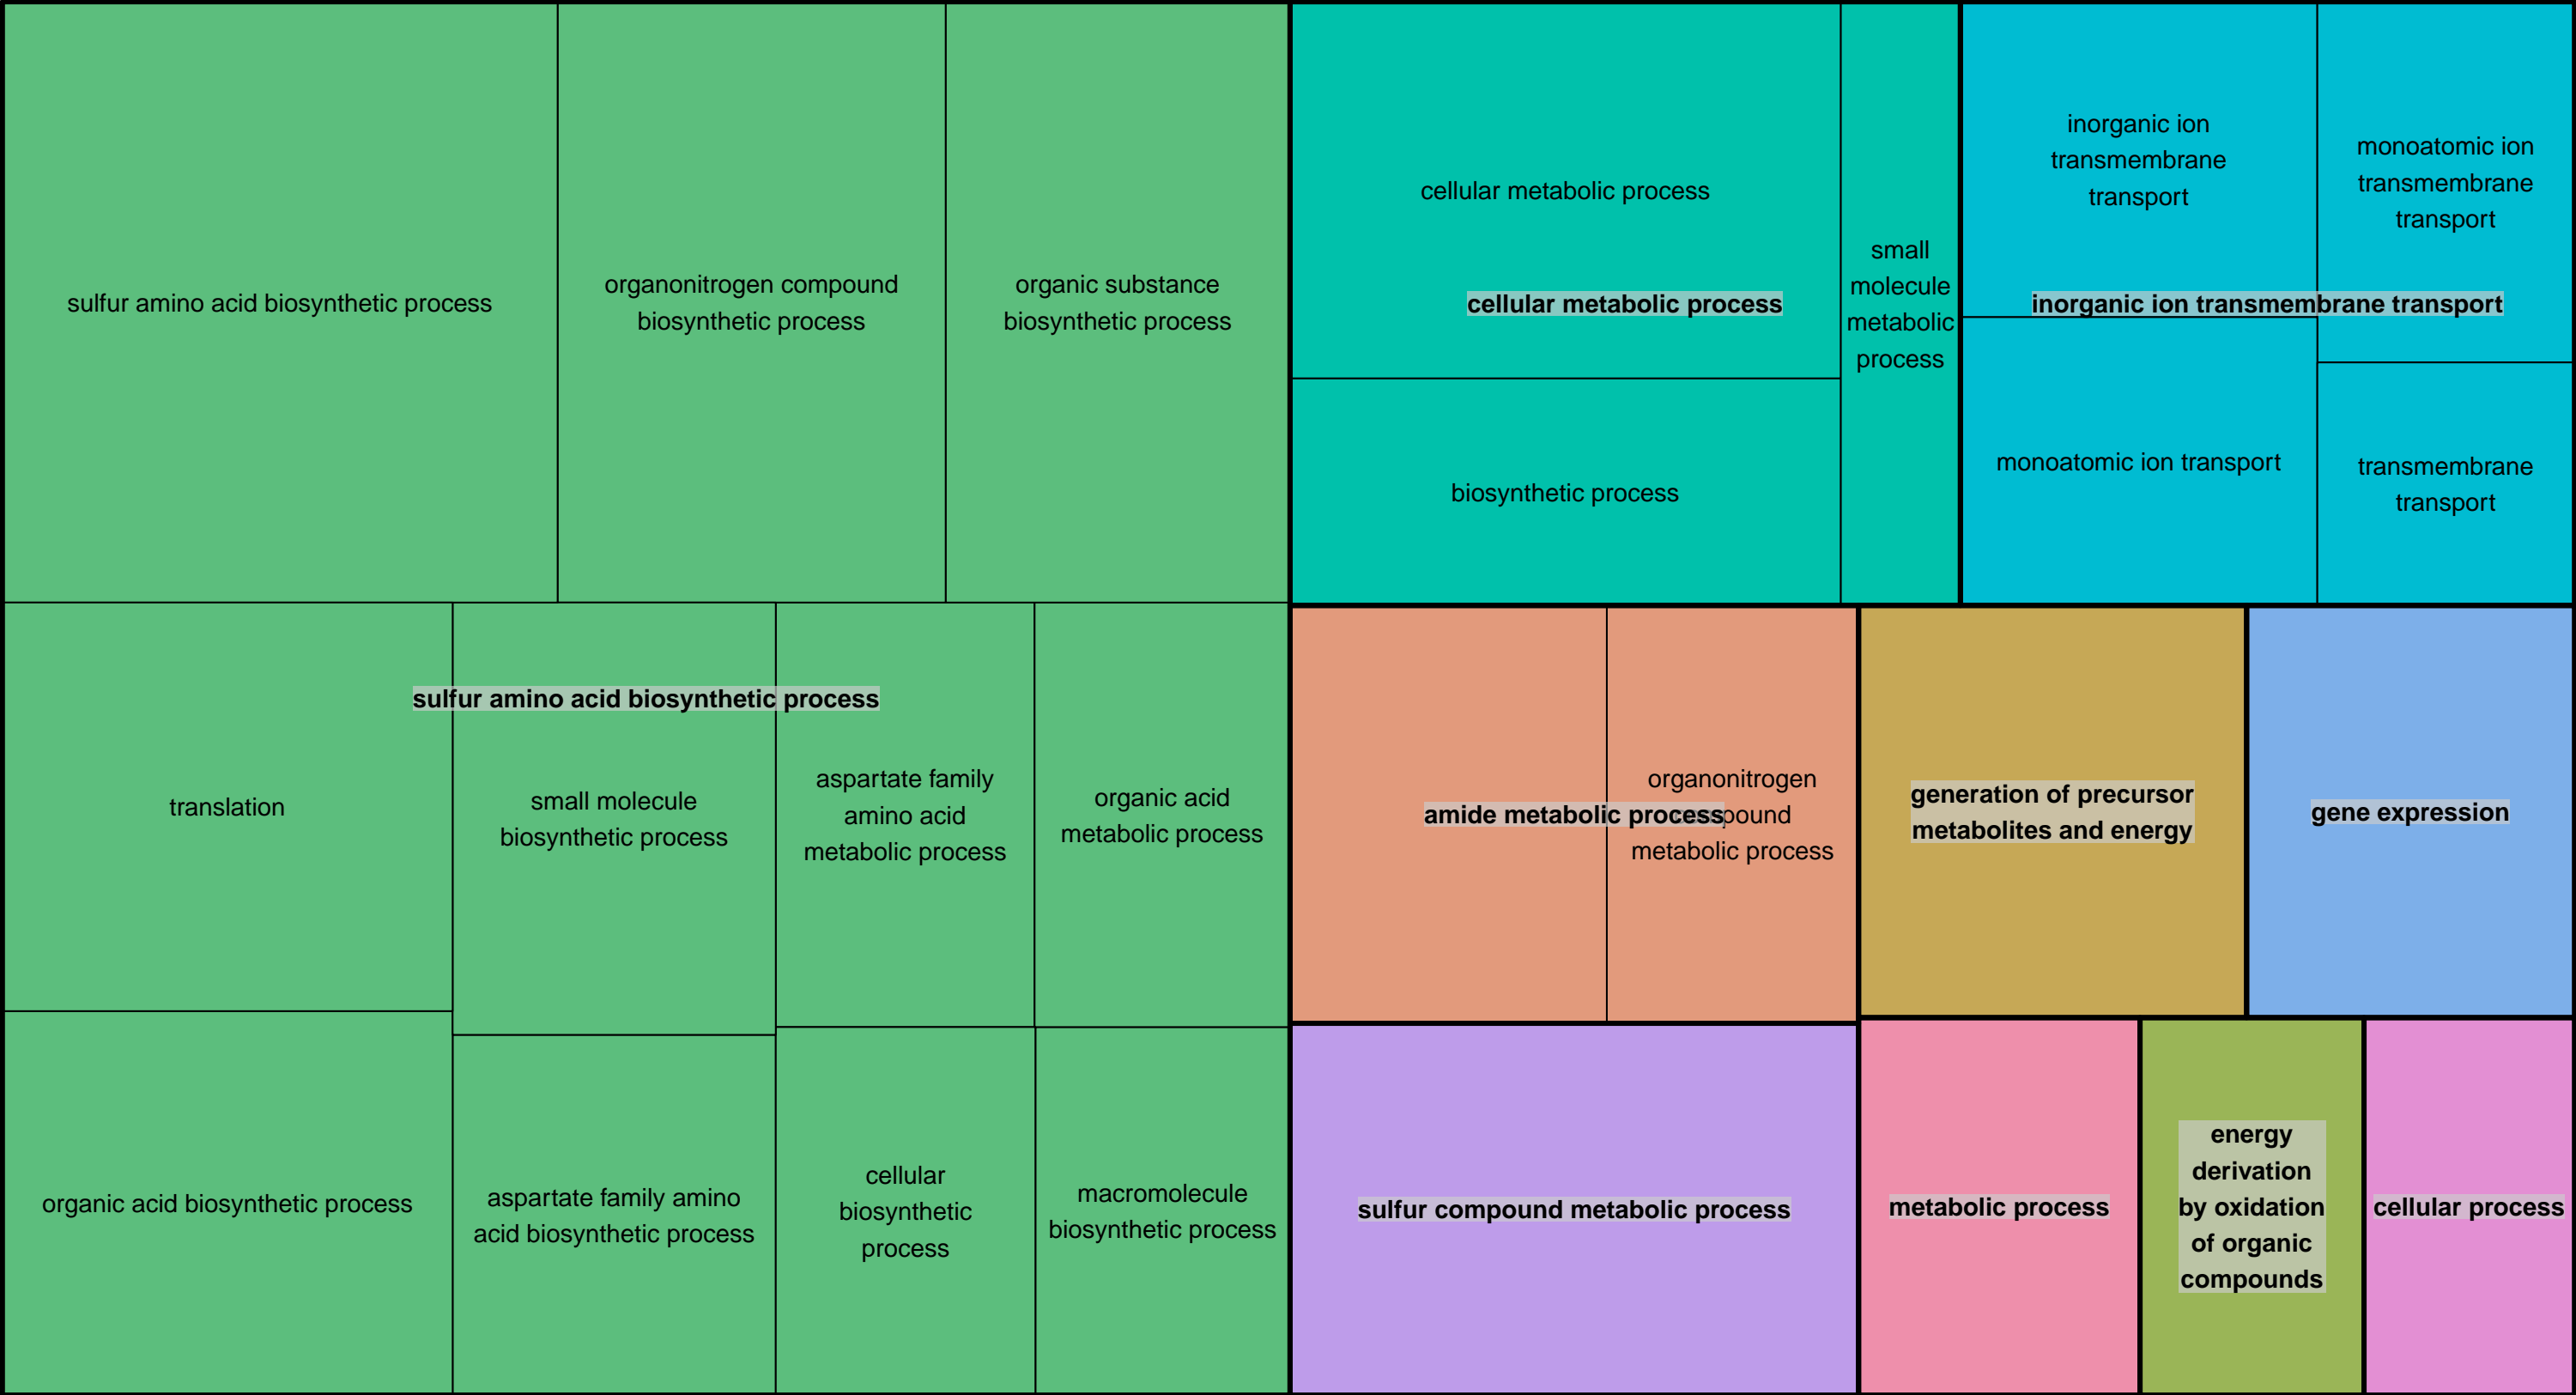 sulfur amino acid biosynthetic process
organonitrogen compound
biosynthetic process
organic substance
biosynthetic process
translation
small molecule
biosynthetic process
aspartate family
amino acid
metabolic process
organic acid
metabolic process
sulfur amino acid biosynthetic process
organic acid biosynthetic process
aspartate family amino
acid biosynthetic process
cellular
biosynthetic
process
macromolecule
biosynthetic process
cellular metabolic process
cellular metabolic process
small
molecule
metabolic
process
biosynthetic process
inorganic ion
transmembrane
transport
monoatomic ion
transmembrane
transport
inorganic ion transmembrane transport
monoatomic ion transport
transmembrane
transport
amide metabolic process
organonitrogen
compound
metabolic process
generation of precursor
metabolites and energy
gene expression
sulfur compound metabolic process
metabolic process
energy
derivation
by oxidation
of organic
compounds
cellular process